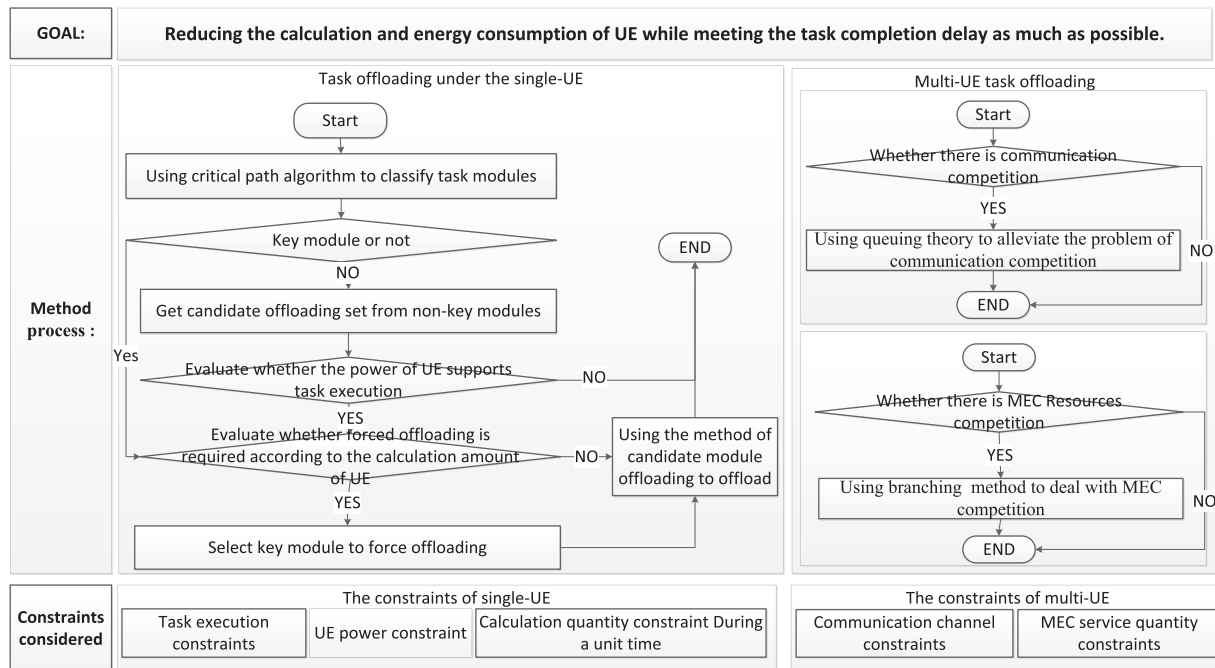 GOAL:
Reducing the calculation and energy consumption of UE while meeting the task completion delay as much as possible.
Method
process :
Task offloading under the single-UE
Start
Using critical path algorithm to classify task modules
Key module or not
NO
Get candidate offloading set from non-key modules
Yes
Evaluate whether the power of UE supports
task execution
NO
YES
Evaluate whether forced offloading is
required according to the calculation amount
of UE
NO
YES
Select key module to force offloading
Using the method of
candidate module
offloading to offload
END
Multi-UE task offloading
Start
Whether there is communication
competition
YES
NO
Using queuing theory to alleviate the problem of
communication competition
END
Start
Whether there is MEC Resources
competition
YES
NO
Using branching method to deal with MEC
competition
END
Constraints
considered
The constraints of single-UE
Task execution
constraints
UE power constraint
Calculation quantity constraint During
a unit time
The constraints of multi-UE
Communication channel
constraints
MEC service quantity
constraints